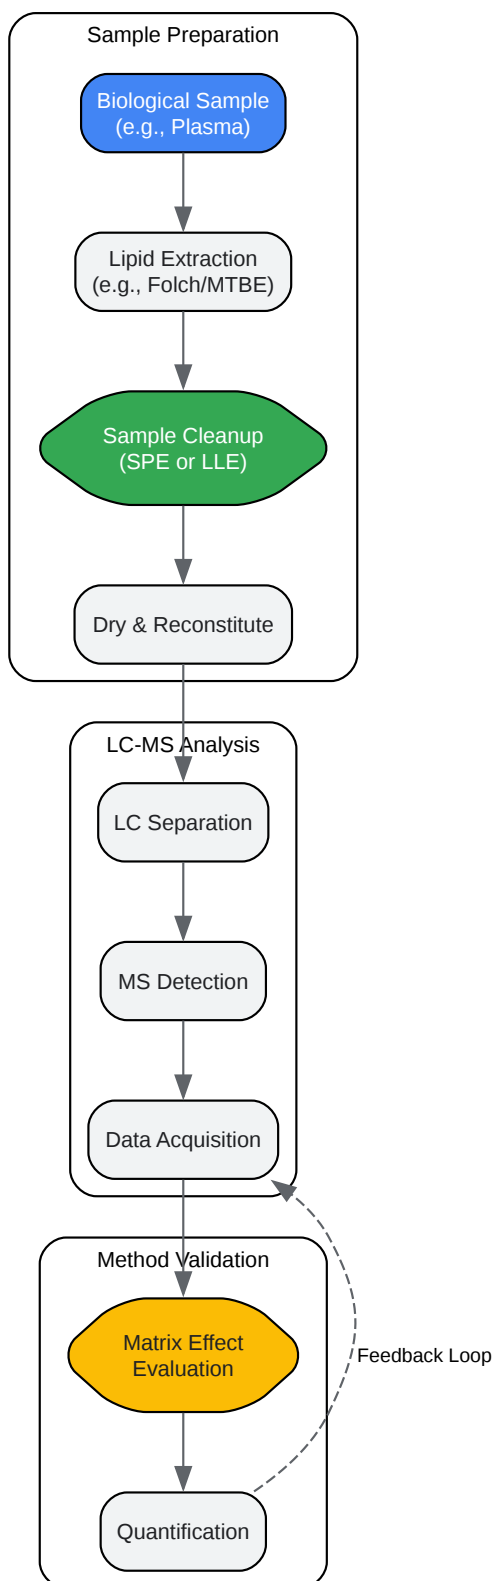 Sample Preparation
Biological Sample
(e.g., Plasma)
Lipid Extraction
(e.g., Folch/MTBE)
Sample Cleanup
(SPE or LLE)
Dry & Reconstitute
LC-MS Analysis
LC Separation
MS Detection
Data Acquisition
Method Validation
Matrix Effect
Evaluation
Feedback Loop
Quantification